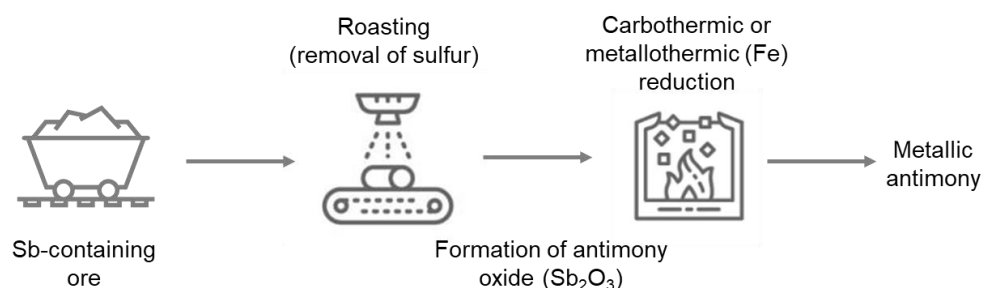 Roasting
(removal of sulfur)
Carbothermic or
metallothermic (Fe)
reduction
Metallic
antimony
Sb-containing
ore
Formation of antimony
oxide (Sb₂O₃)